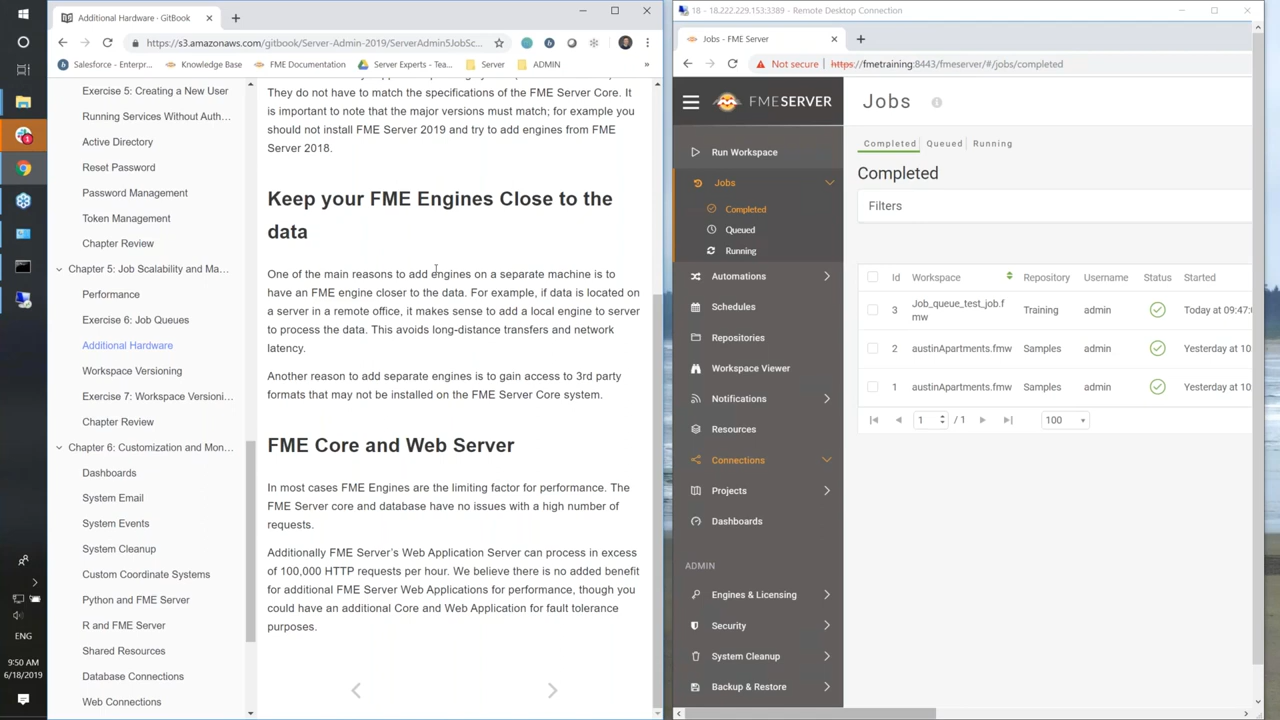 Additional Hardware · GitBook
https://s3.amazonaws.com/gitbook/Server-Admin-2019/ServerAdmin5JobSc...
Salesforce - Enterpr...
Knowledge Base
FME Documentation
Server Experts - Tea...
Server
ADMIN
»
Exercise 5: Creating a New User
Running Services Without Auth...
Active Directory
Reset Password
Password Management
Token Management
Chapter Review
Chapter 5: Job Scalability and Ma...
Performance
Exercise 6: Job Queues
Additional Hardware
Workspace Versioning
Exercise 7: Workspace Versioni...
Chapter Review
Chapter 6: Customization and Mon...
Dashboards
System Email
System Events
System Cleanup
Custom Coordinate Systems
Python and FME Server
R and FME Server
Shared Resources
Database Connections
Web Connections
They do not have to match the specifications of the FME Server Core. It
is important to note that the major versions must match; for example you
should not install FME Server 2019 and try to add engines from FME
Server 2018.
Keep your FME Engines Close to the
data
One of the main reasons to add engines on a separate machine is to
have an FME engine closer to the data. For example, if data is located on
a server in a remote office, it makes sense to add a local engine to server
to process the data. This avoids long-distance transfers and network
latency.
Another reason to add separate engines is to gain access to 3rd party
formats that may not be installed on the FME Server Core system.
FME Core and Web Server
In most cases FME Engines are the limiting factor for performance. The
FME Server core and database have no issues with a high number of
requests.
Additionally FME Server's Web Application Server can process in excess
of 100,000 HTTP requests per hour. We believe there is no added benefit
for additional FME Server Web Applications for performance, though you
could have an additional Core and Web Application for fault tolerance
purposes.
ENG
9:50 AM
6/18/2019
18 - 18.222.229.153:3389 - Remote Desktop Connection
Jobs - FME Server
Not secure
https://fmetraining:8443/fmeserver/#/jobs/completed
FMESERVER
Run Workspace
Jobs
Completed
Queued
Running
Automations
Schedules
Repositories
Workspace Viewer
Notifications
Resources
Connections
Projects
Dashboards
ADMIN
Engines & Licensing
Security
System Cleanup
Backup & Restore
Jobs
Completed Queued Running
Completed
Filters
Id Workspace Repository Username Status Started
3 Job_queue_test_job.f
mw Training admin Today at 09:47:
2 austinApartments.fmw Samples admin Yesterday at 10
1 austinApartments.fmw Samples admin Yesterday at 10
1 / 1 100